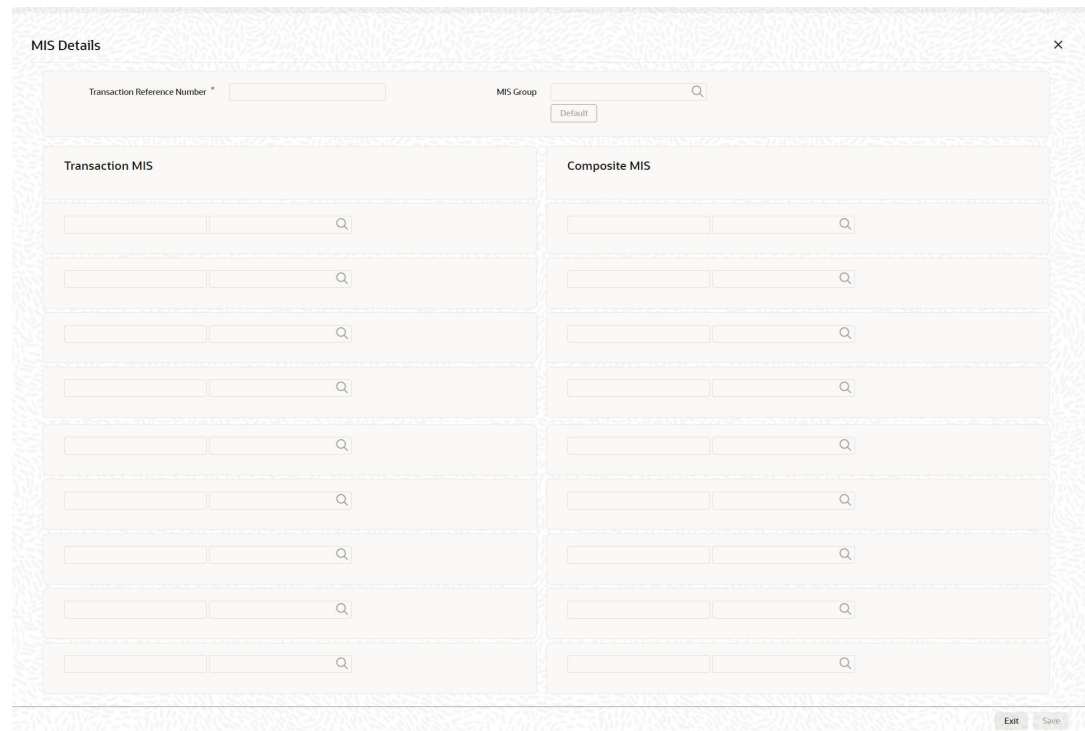 MIS Details
Transaction Reference Number * MIS Group
Default
Transaction MIS Composite MIS
Exit Save